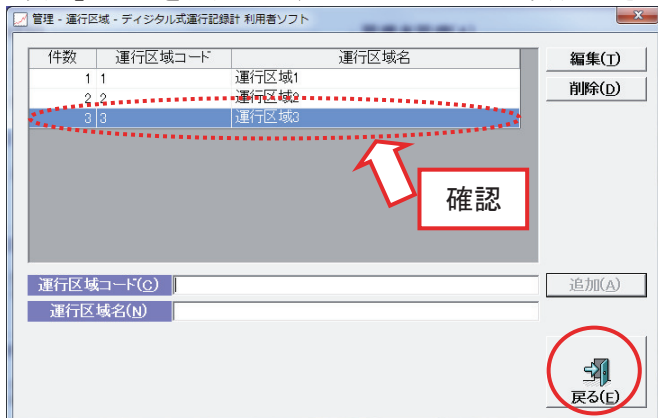 管理 - 運行区域 - ディジタル式運行記録計 利用者ソフト
件数 運行区域コード 運行区域名
1 1 運行区域1
2 2 運行区域2
3 3 運行区域3
編集(T)
削除(D)
確認
運行区域コード(C)
追加(A)
運行区域名(N)
戻る(E)